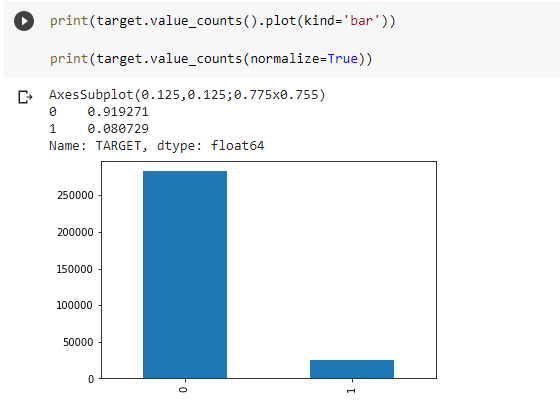 print(target.value_counts().plot(kind='bar'))
print(target.value_counts(normalize=True))
AxesSubplot(0.125,0.125;0.775x0.755)
0    0.919271
1    0.080729
Name: TARGET, dtype: float64
250000
200000
150000
100000
50000
0
0
1